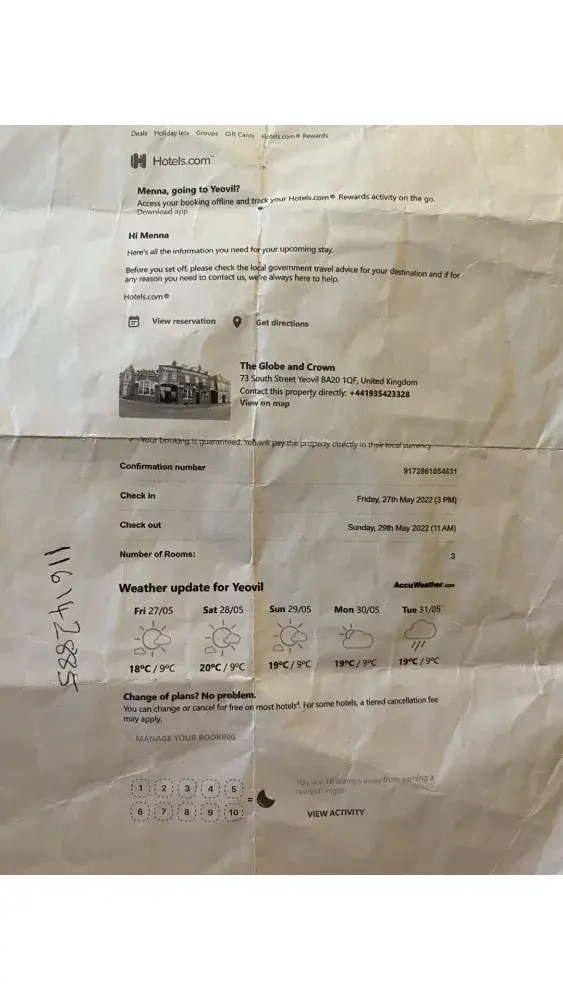 Deals Holiday lets Groups Gift Cards Hotels.com® Rewards
Hotels.com™
Menna, going to Yeovil?
Access your booking offline and track your Hotels.com® Rewards activity on the go.
Download app
Hi Menna
Here's all the information you need for your upcoming stay.
Before you set off, please check the local government travel advice for your destination and if for
any reason you need to contact us, we're always here to help.
Hotels.com®
View reservation Get directions
The Globe and Crown
73 South Street Yeovil BA20 1QF, United Kingdom
Contact this property directly: +441935423328
View on map
✓ Your booking is guaranteed. You will pay the property directly in their local currency.
Confirmation number 9172861054631
Check in Friday, 27th May 2022 (3 PM)
Check out Sunday, 29th May 2022 (11 AM)
Number of Rooms: 3
116142885
Weather update for Yeovil AccuWeather.com
Fri 27/05 Sat 28/05 Sun 29/05 Mon 30/05 Tue 31/05
18°C / 9°C 20°C / 9°C 19°C / 9°C 19°C / 9°C 19°C / 9°C
Change of plans? No problem.
You can change or cancel for free on most hotels⁴. For some hotels, a tiered cancellation fee
may apply.
MANAGE YOUR BOOKING
1 2 3 4 5
6 7 8 9 10
=
You are 10 stamps away from earning a
reward¹ night!
VIEW ACTIVITY